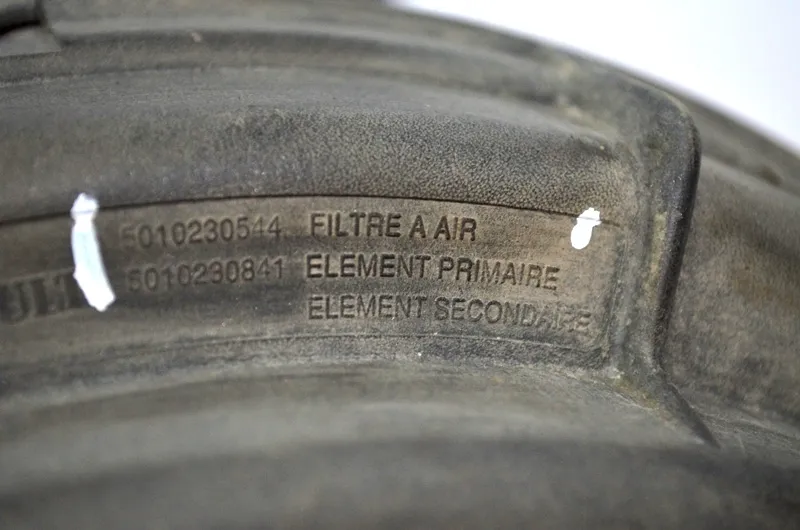 5010230544 FILTRE A AIR
5010230841 ELEMENT PRIMAIRE
ELEMENT SECONDAIRE